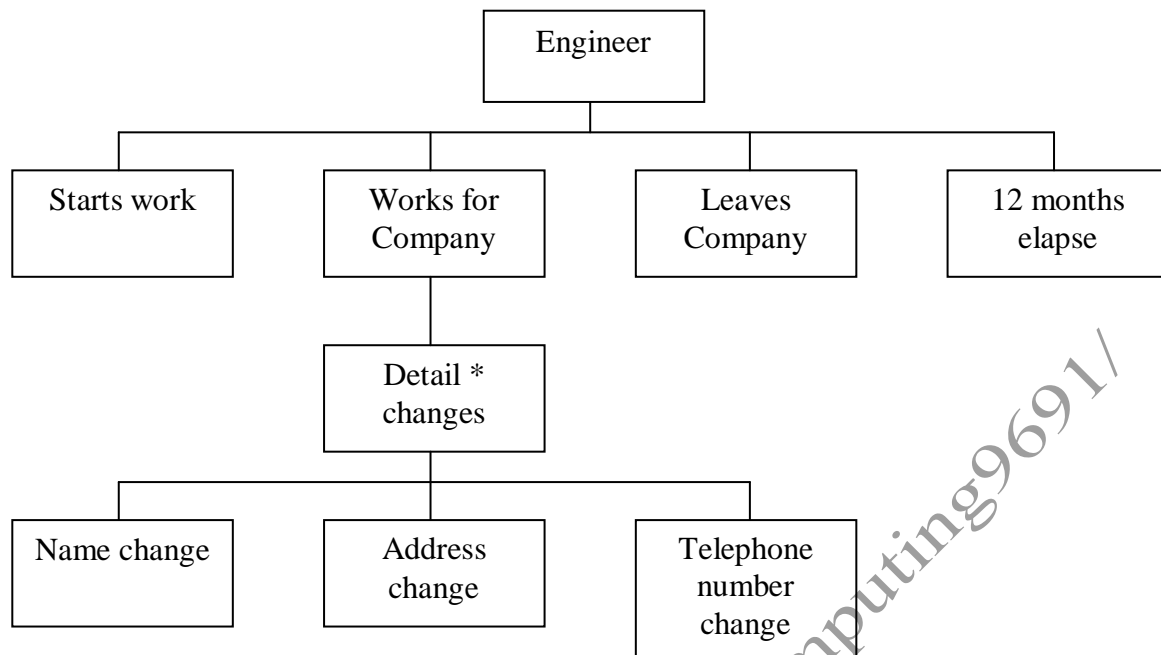 Engineer
Starts work
Works for
Company
Leaves
Company
12 months
elapse
Detail *
changes
Name change
Address
change
Telephone
number
change
mputing9691/